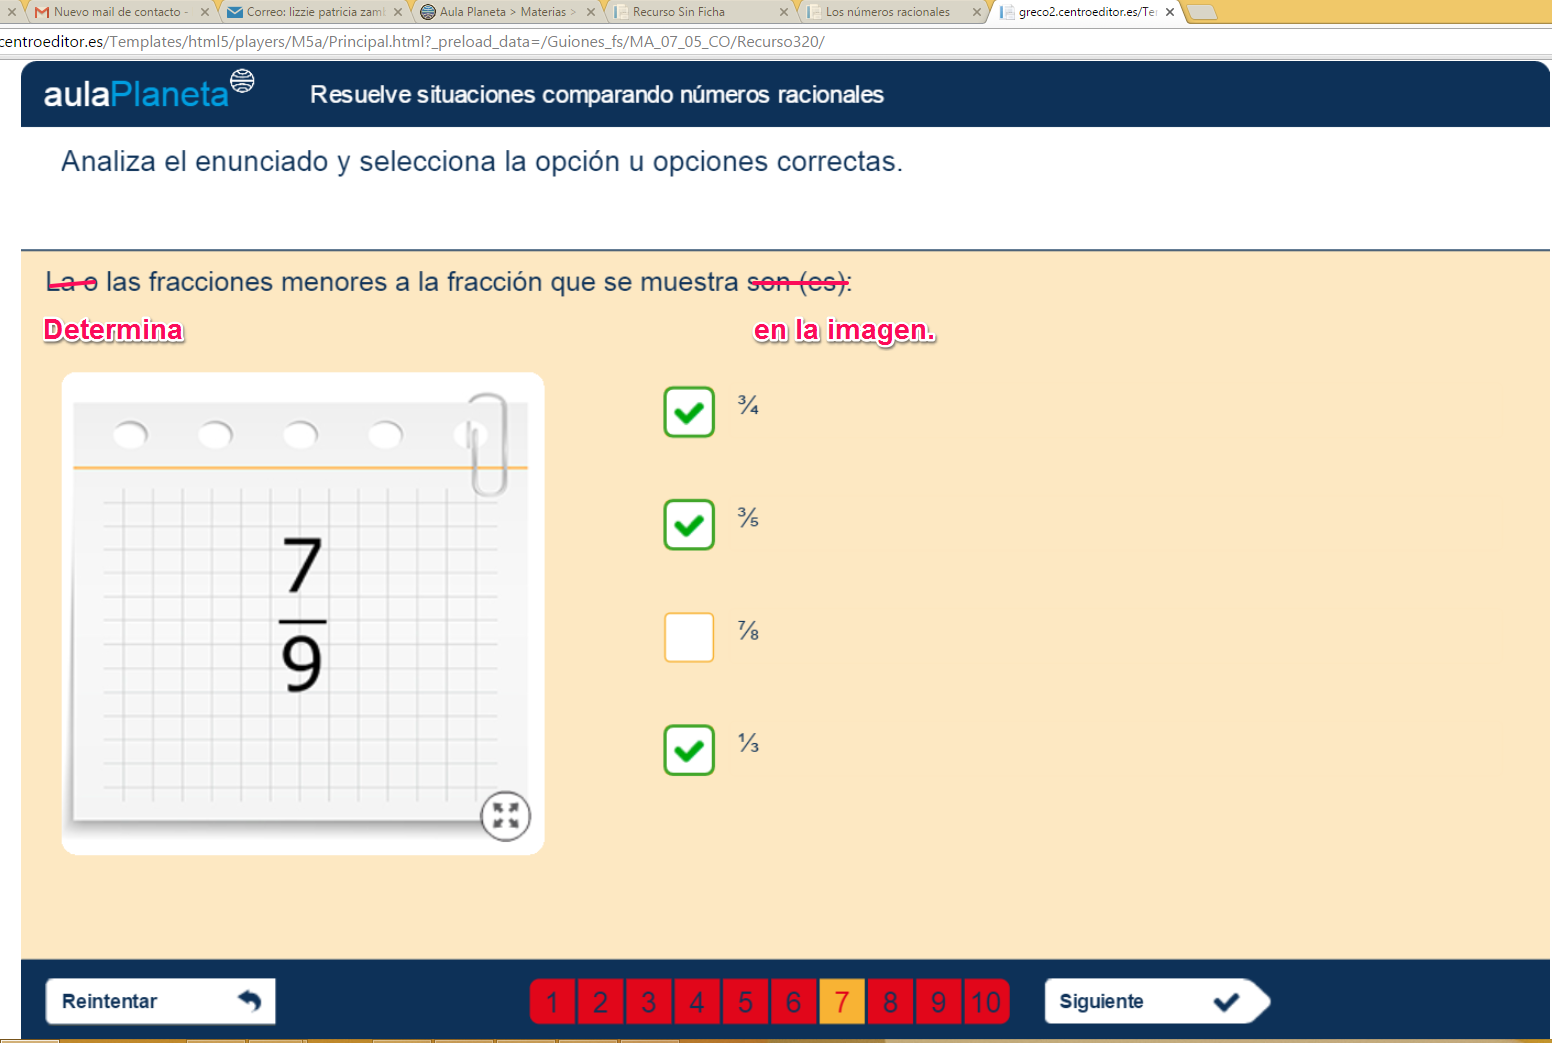 Nuevo mail de contacto -
Correo: lizzie patricia zam
Aula Planeta > Materias >
Recurso Sin Ficha
Los números racionales
greco2.centroeditor.es/Te
centroeditor.es/Templates/html5/players/M5a/Principal.html?_preload_data=/Guiones_fs/MA_07_05_CO/Recurso320/
aulaPlaneta
Resuelve situaciones comparando números racionales
Analiza el enunciado y selecciona la opción u opciones correctas.
La o las fracciones menores a la fracción que se muestra son (es):
Determina en la imagen.
7
9
¾
⅗
⅞
⅓
Reintentar
1 2 3 4 5 6 7 8 9 10
Siguiente